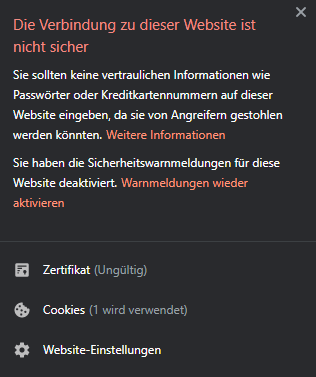 Die Verbindung zu dieser Website ist
nicht sicher
Sie sollten keine vertraulichen Informationen wie
Passwörter oder Kreditkartennummern auf dieser
Website eingeben, da sie von Angreifern gestohlen
werden könnten. Weitere Informationen
Sie haben die Sicherheitswarnmeldungen für diese
Website deaktiviert. Warnmeldungen wieder
aktivieren
Zertifikat (Ungültig)
Cookies (1 wird verwendet)
Website-Einstellungen